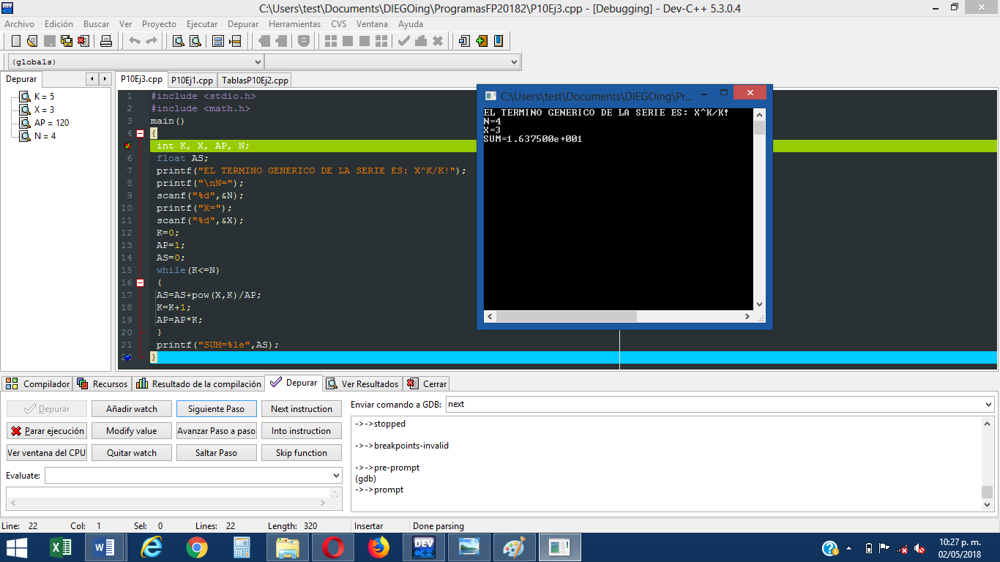 C:\Users\test\Documents\DIEGOing\ProgramasFP20182\P10Ej3.cpp - [Debugging] - Dev-C++ 5.3.0.4
Archivo Edición Buscar Ver Proyecto Ejecutar Depurar Herramientas CVS Ventana Ayuda
(globals)
Depurar
P10Ej3.cpp P10Ej1.cpp TablasP10Ej2.cpp
K = 5
X = 3
AP = 120
N = 4
1 #include <stdio.h>
2 #include <math.h>
3 main()
4 {
int K, X, AP, N;
6 float AS;
7 printf("EL TERMINO GENERICO DE LA SERIE ES: X^K/K!");
8 printf("\nN=");
9 scanf("%d",&N);
10 printf("X=");
11 scanf("%d",&X);
12 K=0;
13 AP=1;
14 AS=0;
15 while(K<=N)
16 {
17 AS=AS+pow(X,K)/AP;
18 K=K+1;
19 AP=AP*K;
20 }
21 printf("SUM=%le",AS);
}
C:\Users\test\Documents\DIEGOing\Pr...
EL TERMINO GENERICO DE LA SERIE ES: X^K/K!
N=4
X=3
SUM=1.637500e+001
Compilador Recursos Resultado de la compilación Depurar Ver Resultados Cerrar
Depurar Añadir watch Siguiente Paso Next instruction
Parar ejecución Modify value Avanzar Paso a paso Into instruction
Ver ventana del CPU Quitar watch Saltar Paso Skip function
Evaluate:
Enviar comando a GDB: next
->->stopped
->->breakpoints-invalid
->->pre-prompt
(gdb)
->->prompt
Line: 22 Col: 1 Sel: 0 Lines: 22 Length: 320 Insertar Done parsing
DEV C++
10:27 p. m.
02/05/2018